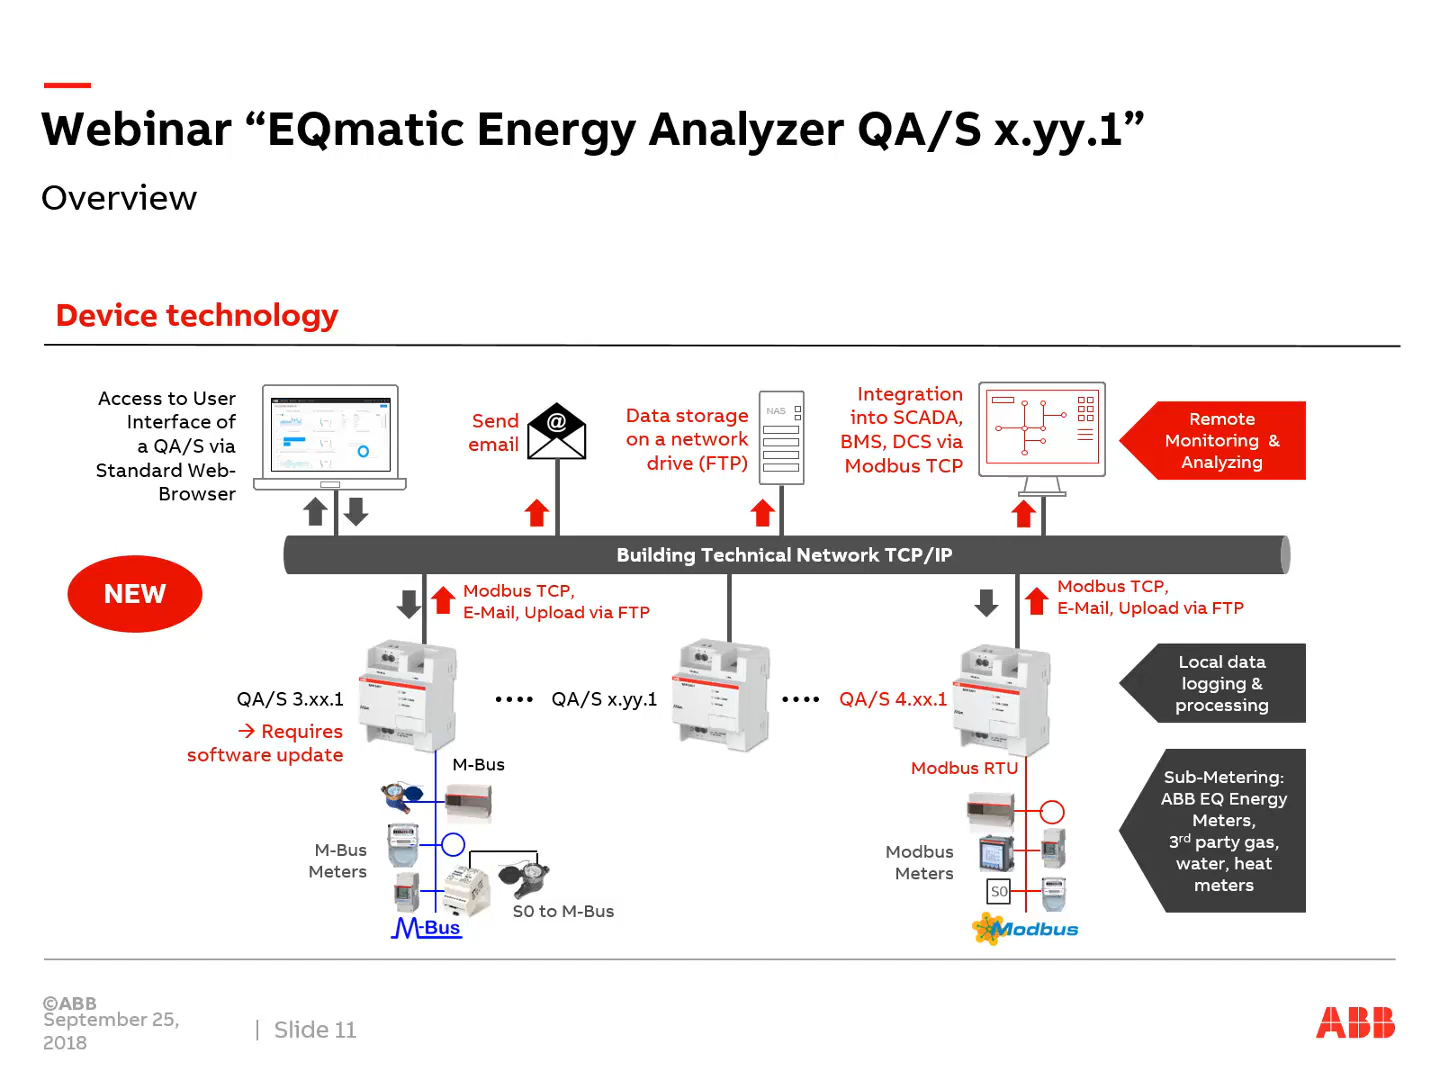 Webinar “EQmatic Energy Analyzer QA/S x.yy.1”
Overview
Device technology
Access to User
Interface of
a QA/S via
Standard Web-
Browser
Send
email
@
Data storage
on a network
drive (FTP)
NAS
Integration
into SCADA,
BMS, DCS via
Modbus TCP
Remote
Monitoring &
Analyzing
Building Technical Network TCP/IP
NEW
Modbus TCP,
E-Mail, Upload via FTP
Modbus TCP,
E-Mail, Upload via FTP
QA/S 3.xx.1
→ Requires
software update
QA/S x.yy.1
QA/S 4.xx.1
Local data
logging &
processing
M-Bus
Modbus RTU
M-Bus
Meters
S0 to M-Bus
M-Bus
Modbus
Meters
S0
Modbus
Sub-Metering:
ABB EQ Energy
Meters,
3rd party gas,
water, heat
meters
©ABB
September 25,
2018
| Slide 11
ABB